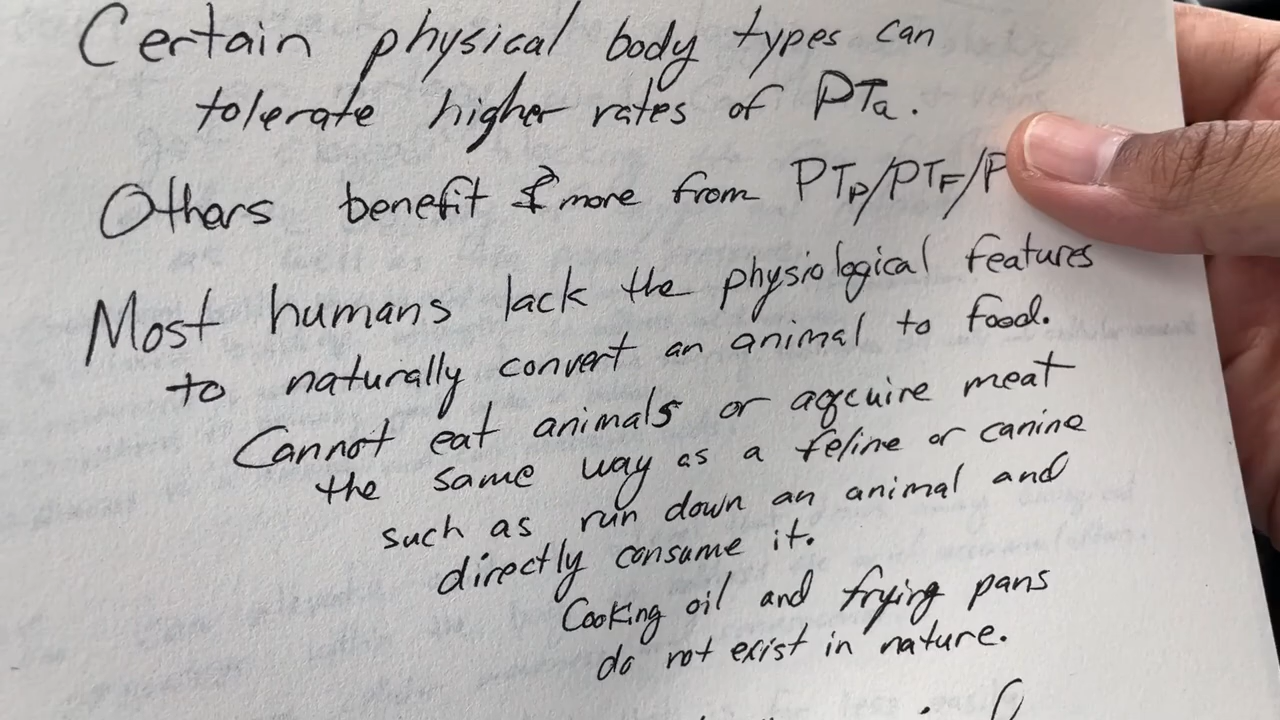 Certain physical body types can
tolerate higher rates of PTa.
Others benefit more from PTP/PTF/P
Most humans lack the physiological features
to naturally convert an animal to food.
Cannot eat animals or aqcuire meat
the same way as a feline or canine
such as run down an animal and
directly consume it.
Cooking oil and frying pans
do not exist in nature.